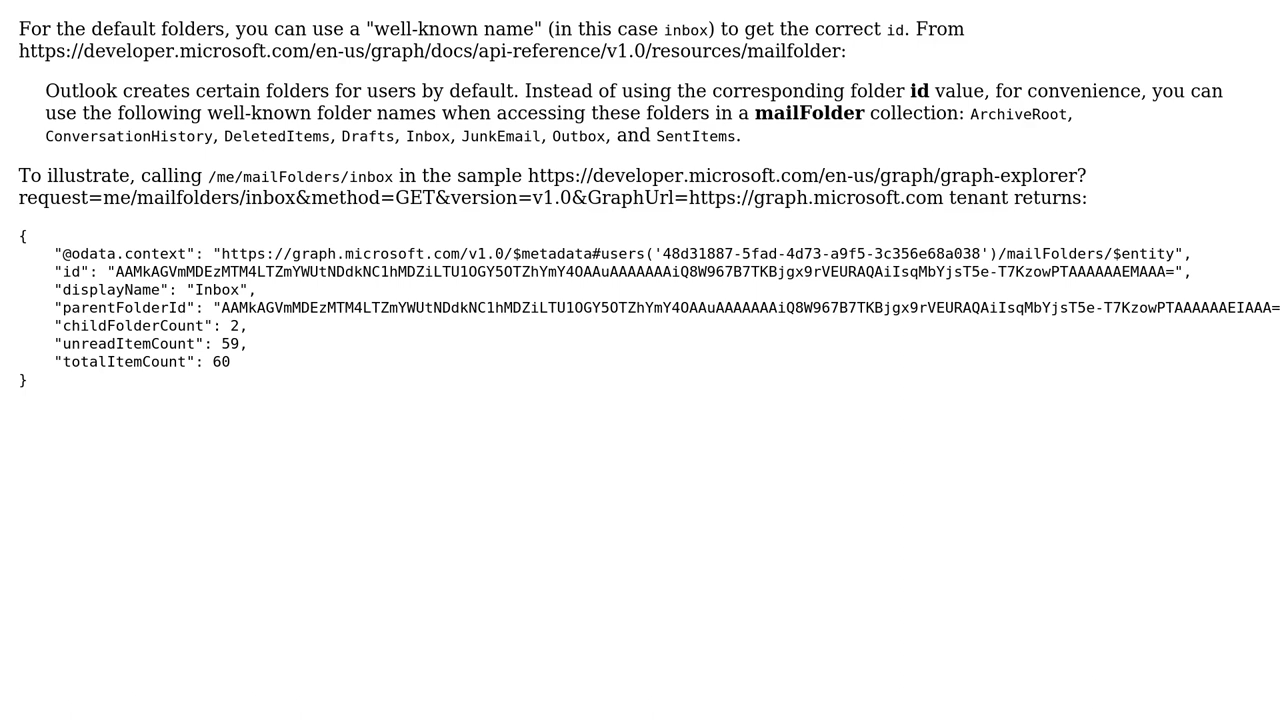 For the default folders, you can use a "well-known name" (in this case inbox) to get the correct id. From
https://developer.microsoft.com/en-us/graph/docs/api-reference/v1.0/resources/mailfolder:
Outlook creates certain folders for users by default. Instead of using the corresponding folder id value, for convenience, you can
use the following well-known folder names when accessing these folders in a mailFolder collection: ArchiveRoot,
ConversationHistory, DeletedItems, Drafts, Inbox, JunkEmail, Outbox, and SentItems.
To illustrate, calling /me/mailFolders/inbox in the sample https://developer.microsoft.com/en-us/graph/graph-explorer?
request=me/mailfolders/inbox&method=GET&version=v1.0&GraphUrl=https://graph.microsoft.com tenant returns:
{
    "@odata.context": "https://graph.microsoft.com/v1.0/$metadata#users('48d31887-5fad-4d73-a9f5-3c356e68a038')/mailFolders/$entity",
    "id": "AAMkAGVmMDEzMTM4LTZmYWUtNDdkNC1hMDZiLTU1OGY5OTZhYmY4OAAuAAAAAAAiQ8W967B7TKBjgx9rVEURAQAiIsqMbYjsT5e-T7KzowPTAAAAAAEMAAA=",
    "displayName": "Inbox",
    "parentFolderId": "AAMkAGVmMDEzMTM4LTZmYWUtNDdkNC1hMDZiLTU1OGY5OTZhYmY4OAAuAAAAAAAiQ8W967B7TKBjgx9rVEURAQAiIsqMbYjsT5e-T7KzowPTAAAAAAEIAAA=
    "childFolderCount": 2,
    "unreadItemCount": 59,
    "totalItemCount": 60
}